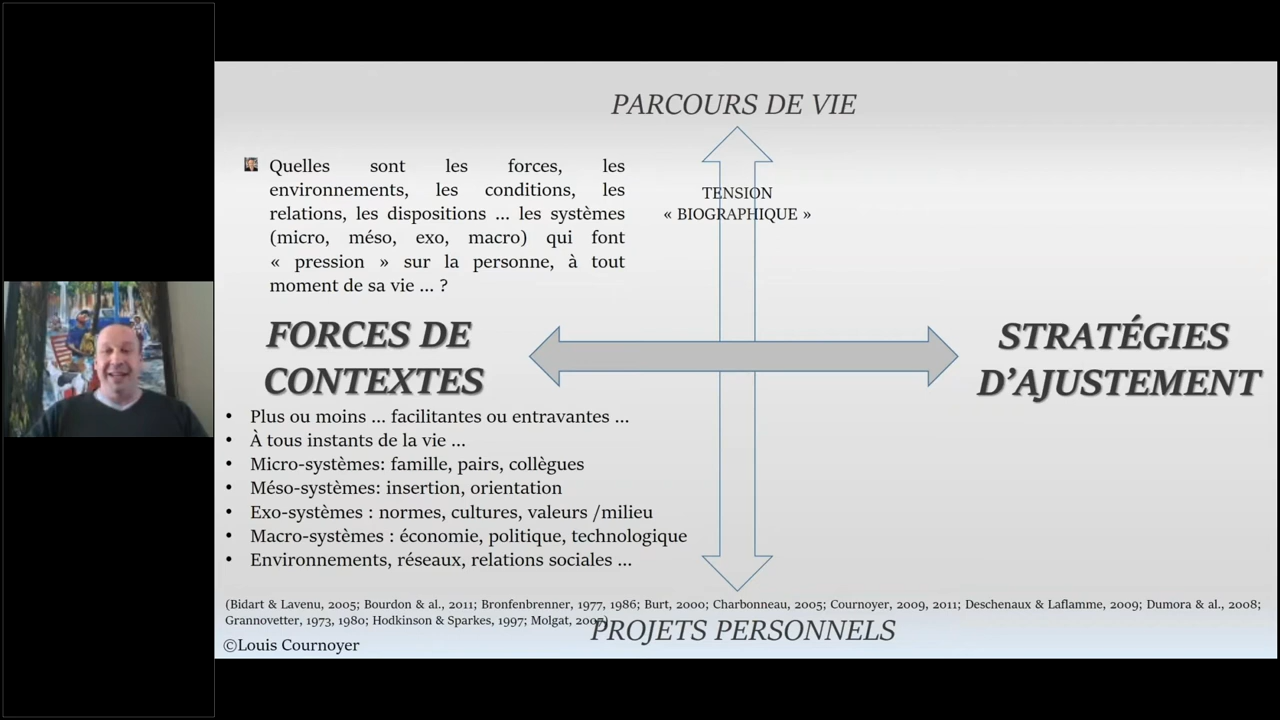 PARCOURS DE VIE
Quelles sont les forces, les
environnements, les conditions, les
relations, les dispositions ... les systèmes
(micro, méso, exo, macro) qui font
« pression » sur la personne, à tout
moment de sa vie ... ?
TENSION
« BIOGRAPHIQUE »
FORCES DE
CONTEXTES
STRATÉGIES
D’AJUSTEMENT
• Plus ou moins ... facilitantes ou entravantes ...
• À tous instants de la vie ...
• Micro-systèmes: famille, pairs, collègues
• Méso-systèmes: insertion, orientation
• Exo-systèmes : normes, cultures, valeurs /milieu
• Macro-systèmes : économie, politique, technologique
• Environnements, réseaux, relations sociales ...
(Bidart & Lavenu, 2005; Bourdon & al., 2011; Bronfenbrenner, 1977, 1986; Burt, 2000; Charbonneau, 2005; Cournoyer, 2009, 2011; Deschenaux & Laflamme, 2009; Dumora & al., 2008;
Grannovetter, 1973, 1980; Hodkinson & Sparkes, 1997; Molgat,
PROJETS PERSONNELS
©Louis Cournoyer